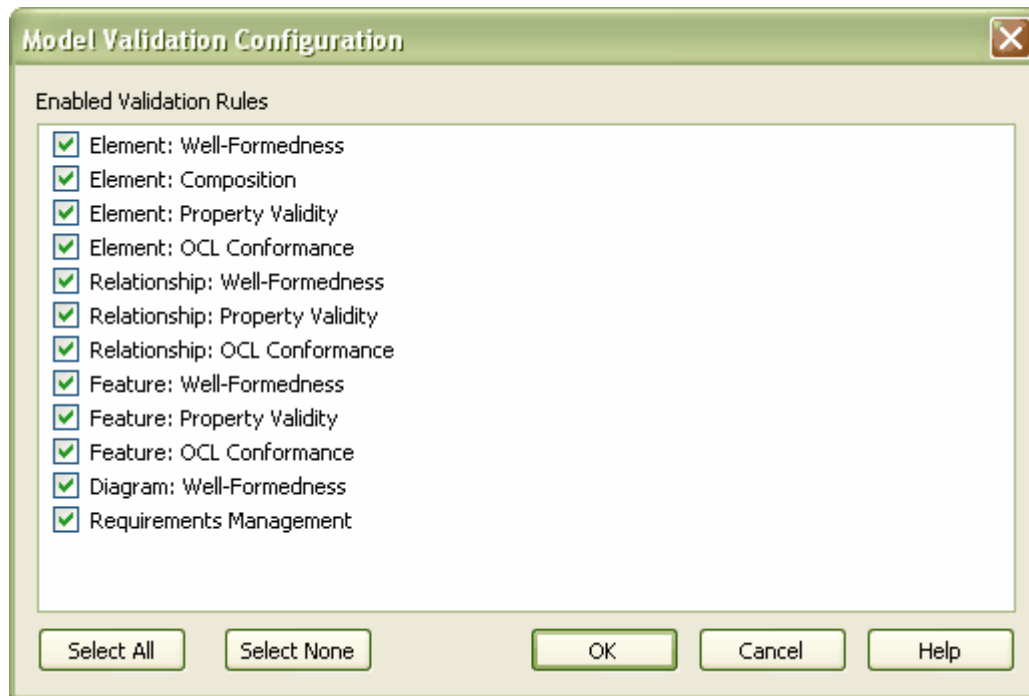 Model Validation Configuration
Enabled Validation Rules
Element: Well-Formedness
Element: Composition
Element: Property Validity
Element: OCL Conformance
Relationship: Well-Formedness
Relationship: Property Validity
Relationship: OCL Conformance
Feature: Well-Formedness
Feature: Property Validity
Feature: OCL Conformance
Diagram: Well-Formedness
Requirements Management
Select All Select None OK Cancel Help